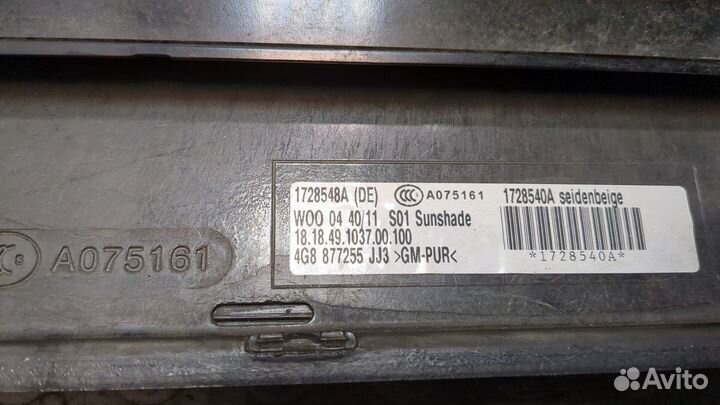 1728548A (DE) CCC A075161 1728540A seidenbeige
WOO 04 40/11 S01 Sunshade
18.18.49.1037.00.100
4G8 877255 JJ3 >GM-PUR<
*1728540A*
A075161
Avito